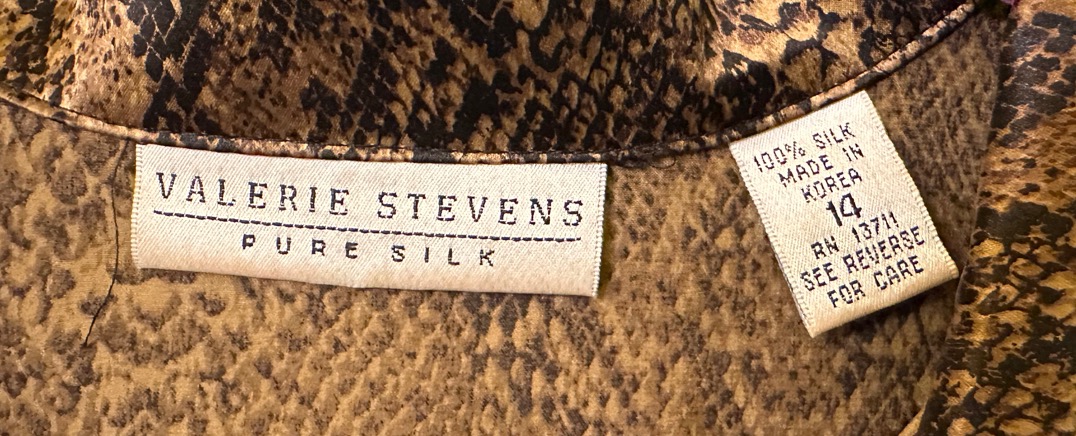 VALERIE STEVENS
PURE SILK
100% SILK
MADE IN
KOREA
14
RN 13711
SEE REVERSE
FOR CARE